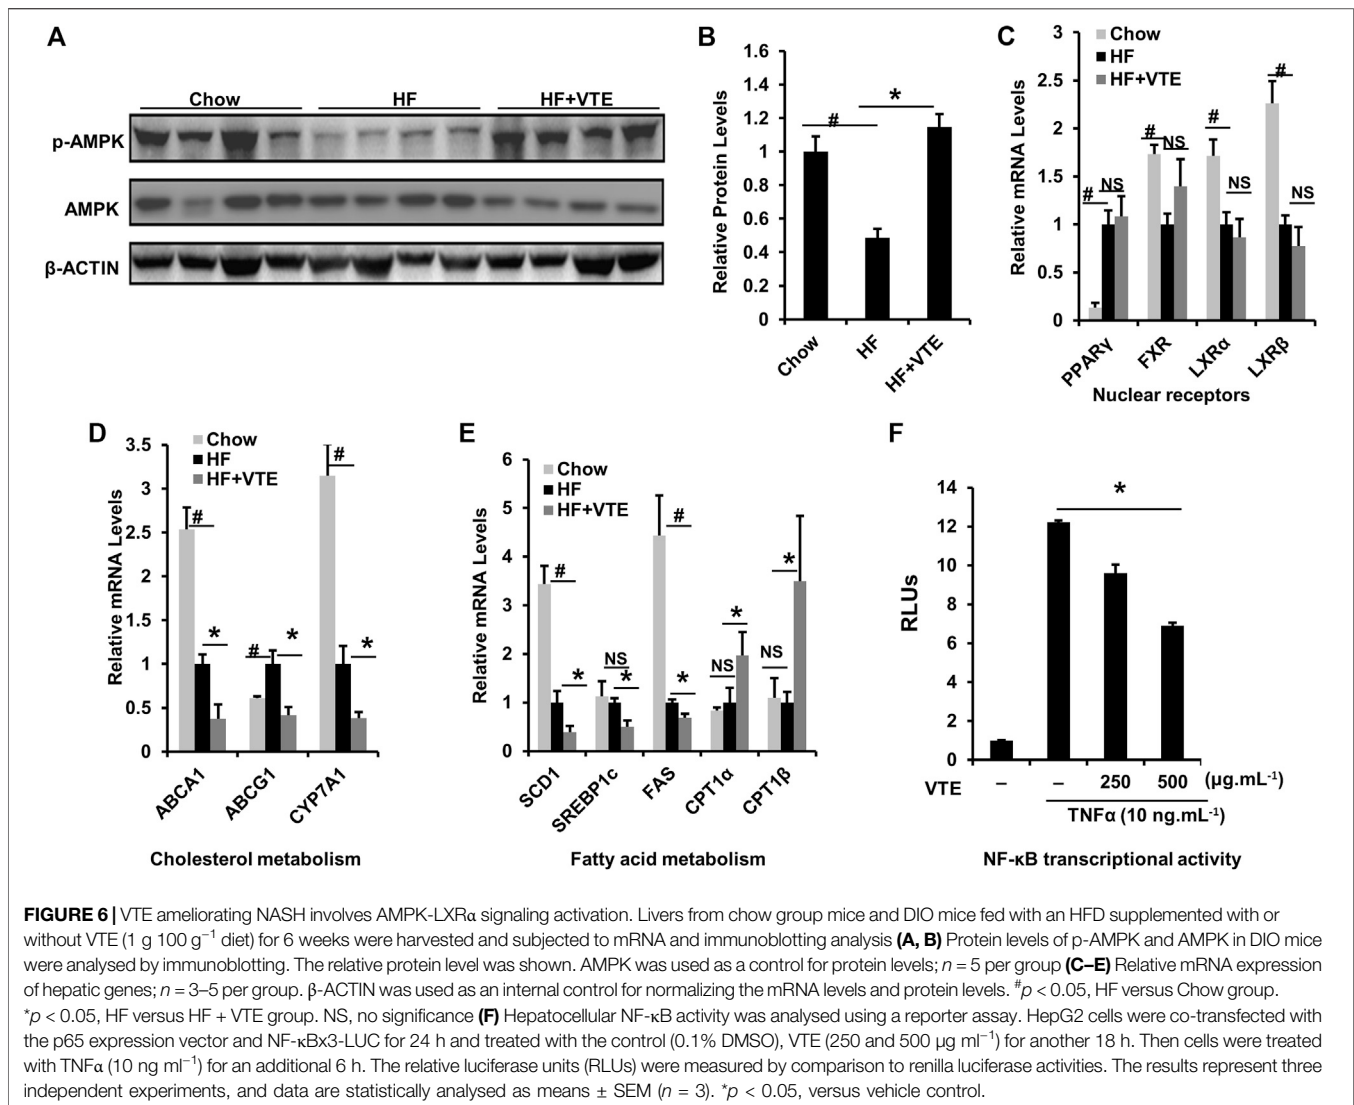 A
Chow HF HF+VTE
p-AMPK
AMPK
β-ACTIN
B
Relative Protein Levels
1.6
1.4
1.2
1
0.8
0.6
0.4
0.2
0
#
*
Chow HF HF+VTE
C
Relative mRNA Levels
3
2.5
2
1.5
1
0.5
0
Chow
HF
HF+VTE
# NS # NS # NS # NS
PPARγ FXR LXRα LXRβ
Nuclear receptors
D
Relative mRNA Levels
3.5
3
2.5
2
1.5
1
0.5
0
Chow
HF
HF+VTE
# * # * # *
ABCA1 ABCG1 CYP7A1
Cholesterol metabolism
E
Relative mRNA Levels
6
5
4
3
2
1
0
Chow
HF
HF+VTE
# * NS * # * NS * NS *
SCD1 SREBP1c FAS CPT1α CPT1β
Fatty acid metabolism
F
RLUs
14
12
10
8
6
4
2
0
*
VTE – – 250 500 (µg.mL⁻¹)
TNFα (10 ng.mL⁻¹)
NF-κB transcriptional activity
FIGURE 6 | VTE ameliorating NASH involves AMPK-LXRα signaling activation. Livers from chow group mice and DIO mice fed with an HFD supplemented with or
without VTE (1 g 100 g⁻¹ diet) for 6 weeks were harvested and subjected to mRNA and immunoblotting analysis (A, B) Protein levels of p-AMPK and AMPK in DIO mice
were analysed by immunoblotting. The relative protein level was shown. AMPK was used as a control for protein levels; n = 5 per group (C–E) Relative mRNA expression
of hepatic genes; n = 3–5 per group. β-ACTIN was used as an internal control for normalizing the mRNA levels and protein levels. #p < 0.05, HF versus Chow group.
*p < 0.05, HF versus HF + VTE group. NS, no significance (F) Hepatocellular NF-κB activity was analysed using a reporter assay. HepG2 cells were co-transfected with
the p65 expression vector and NF-κBx3-LUC for 24 h and treated with the control (0.1% DMSO), VTE (250 and 500 µg ml⁻¹) for another 18 h. Then cells were treated
with TNFα (10 ng ml⁻¹) for an additional 6 h. The relative luciferase units (RLUs) were measured by comparison to renilla luciferase activities. The results represent three
independent experiments, and data are statistically analysed as means ± SEM (n = 3). *p < 0.05, versus vehicle control.